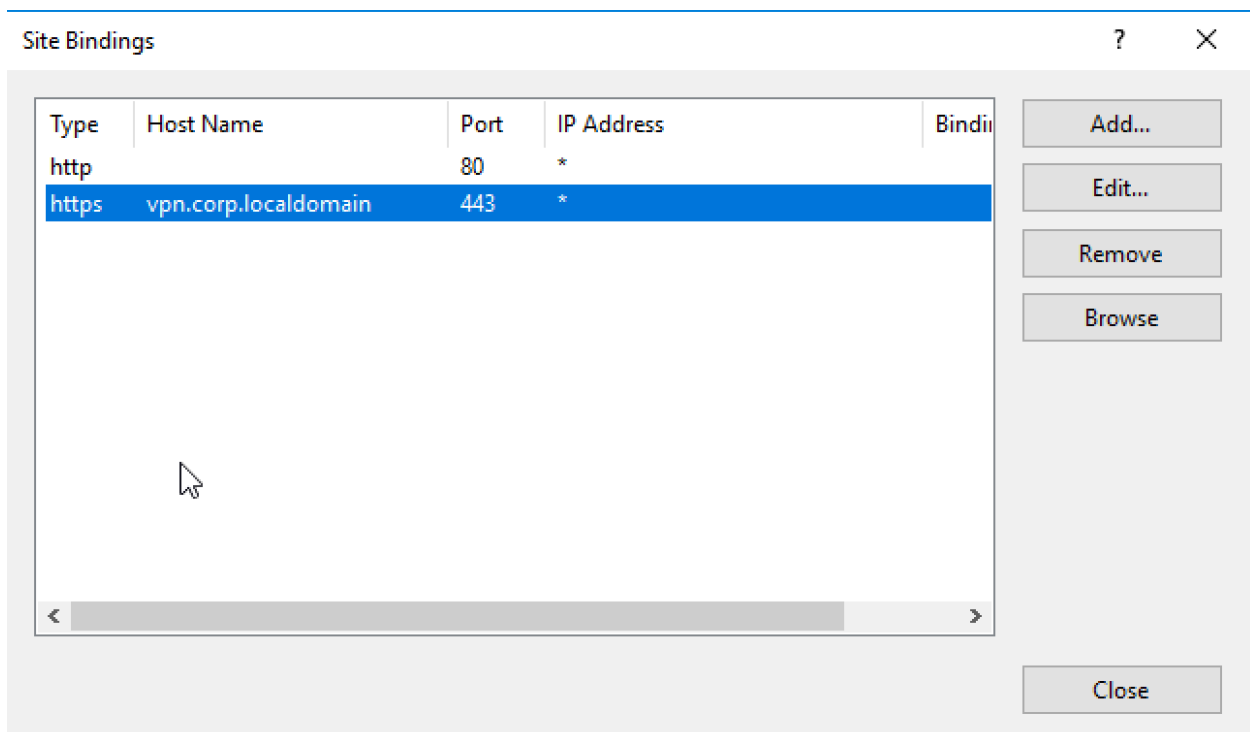 Site Bindings ? ×
Type Host Name Port IP Address Bindin
http 80 *
https vpn.corp.localdomain 443 *
Add...
Edit...
Remove
Browse
Close